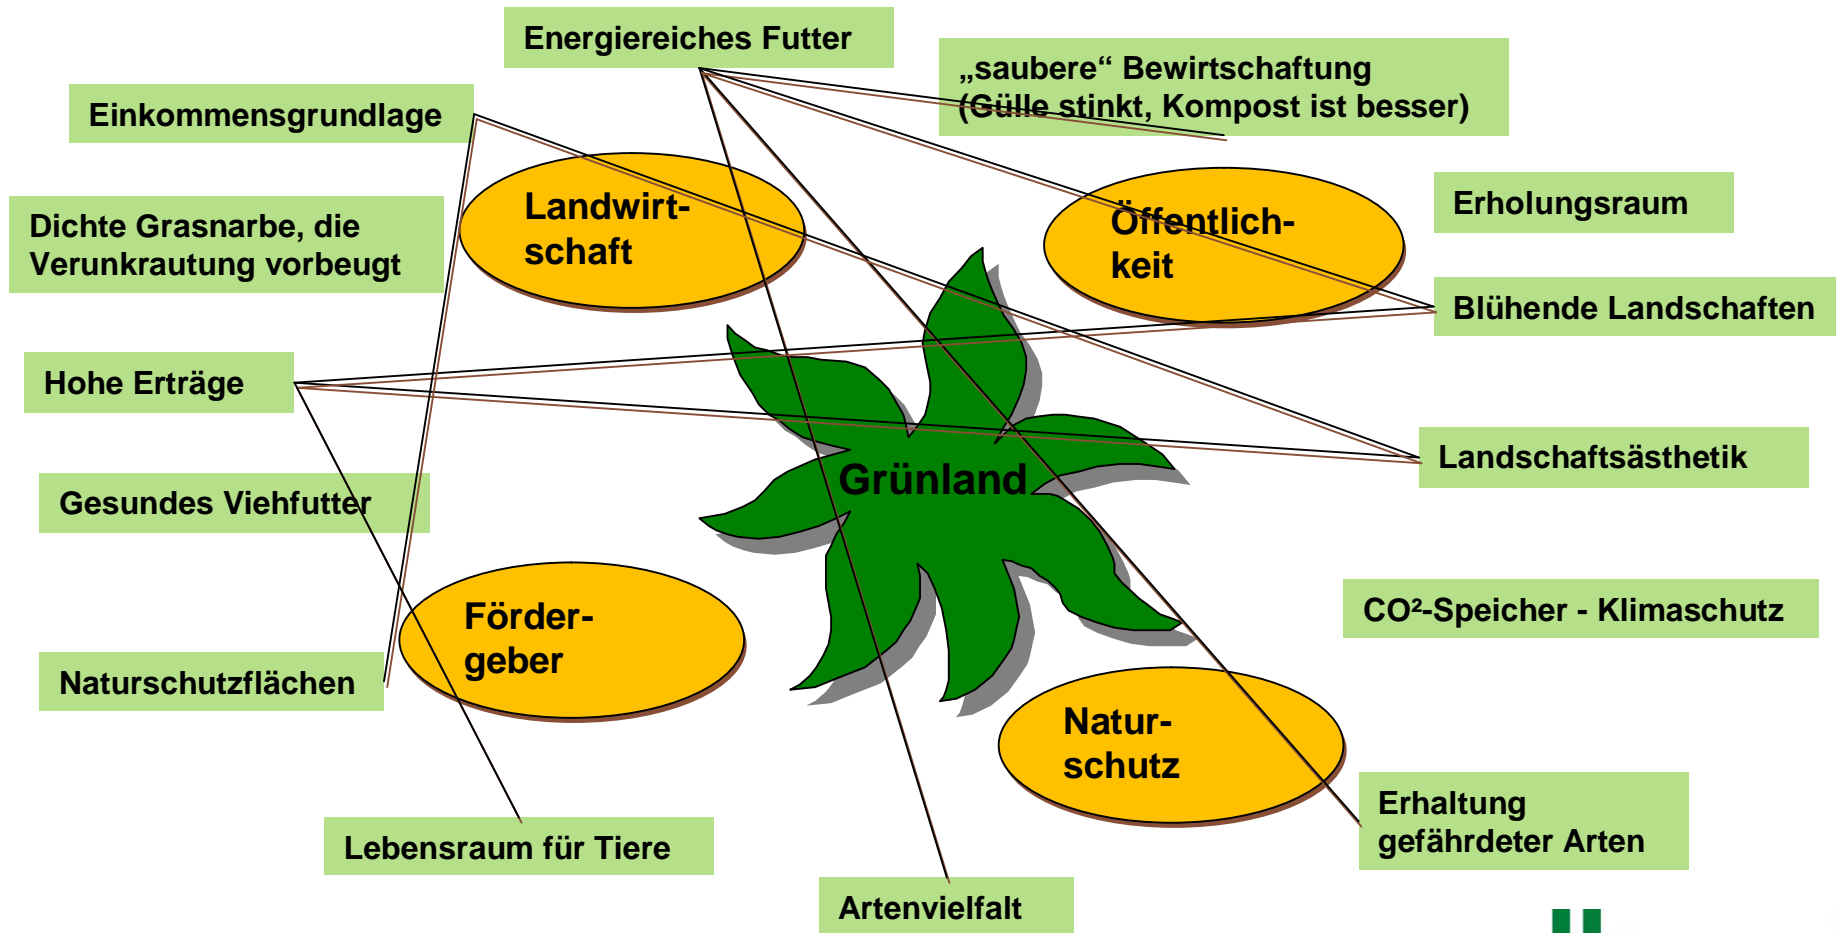 Energiereiches Futter
„saubere“ Bewirtschaftung
(Gülle stinkt, Kompost ist besser)
Einkommensgrundlage
Landwirt-
schaft
Öffentlich-
keit
Erholungsraum
Dichte Grasnarbe, die
Verunkrautung vorbeugt
Blühende Landschaften
Hohe Erträge
Landschaftsästhetik
Grünland
Gesundes Viehfutter
CO²-Speicher - Klimaschutz
Förder-
geber
Naturschutzflächen
Natur-
schutz
Erhaltung
gefährdeter Arten
Lebensraum für Tiere
Artenvielfalt